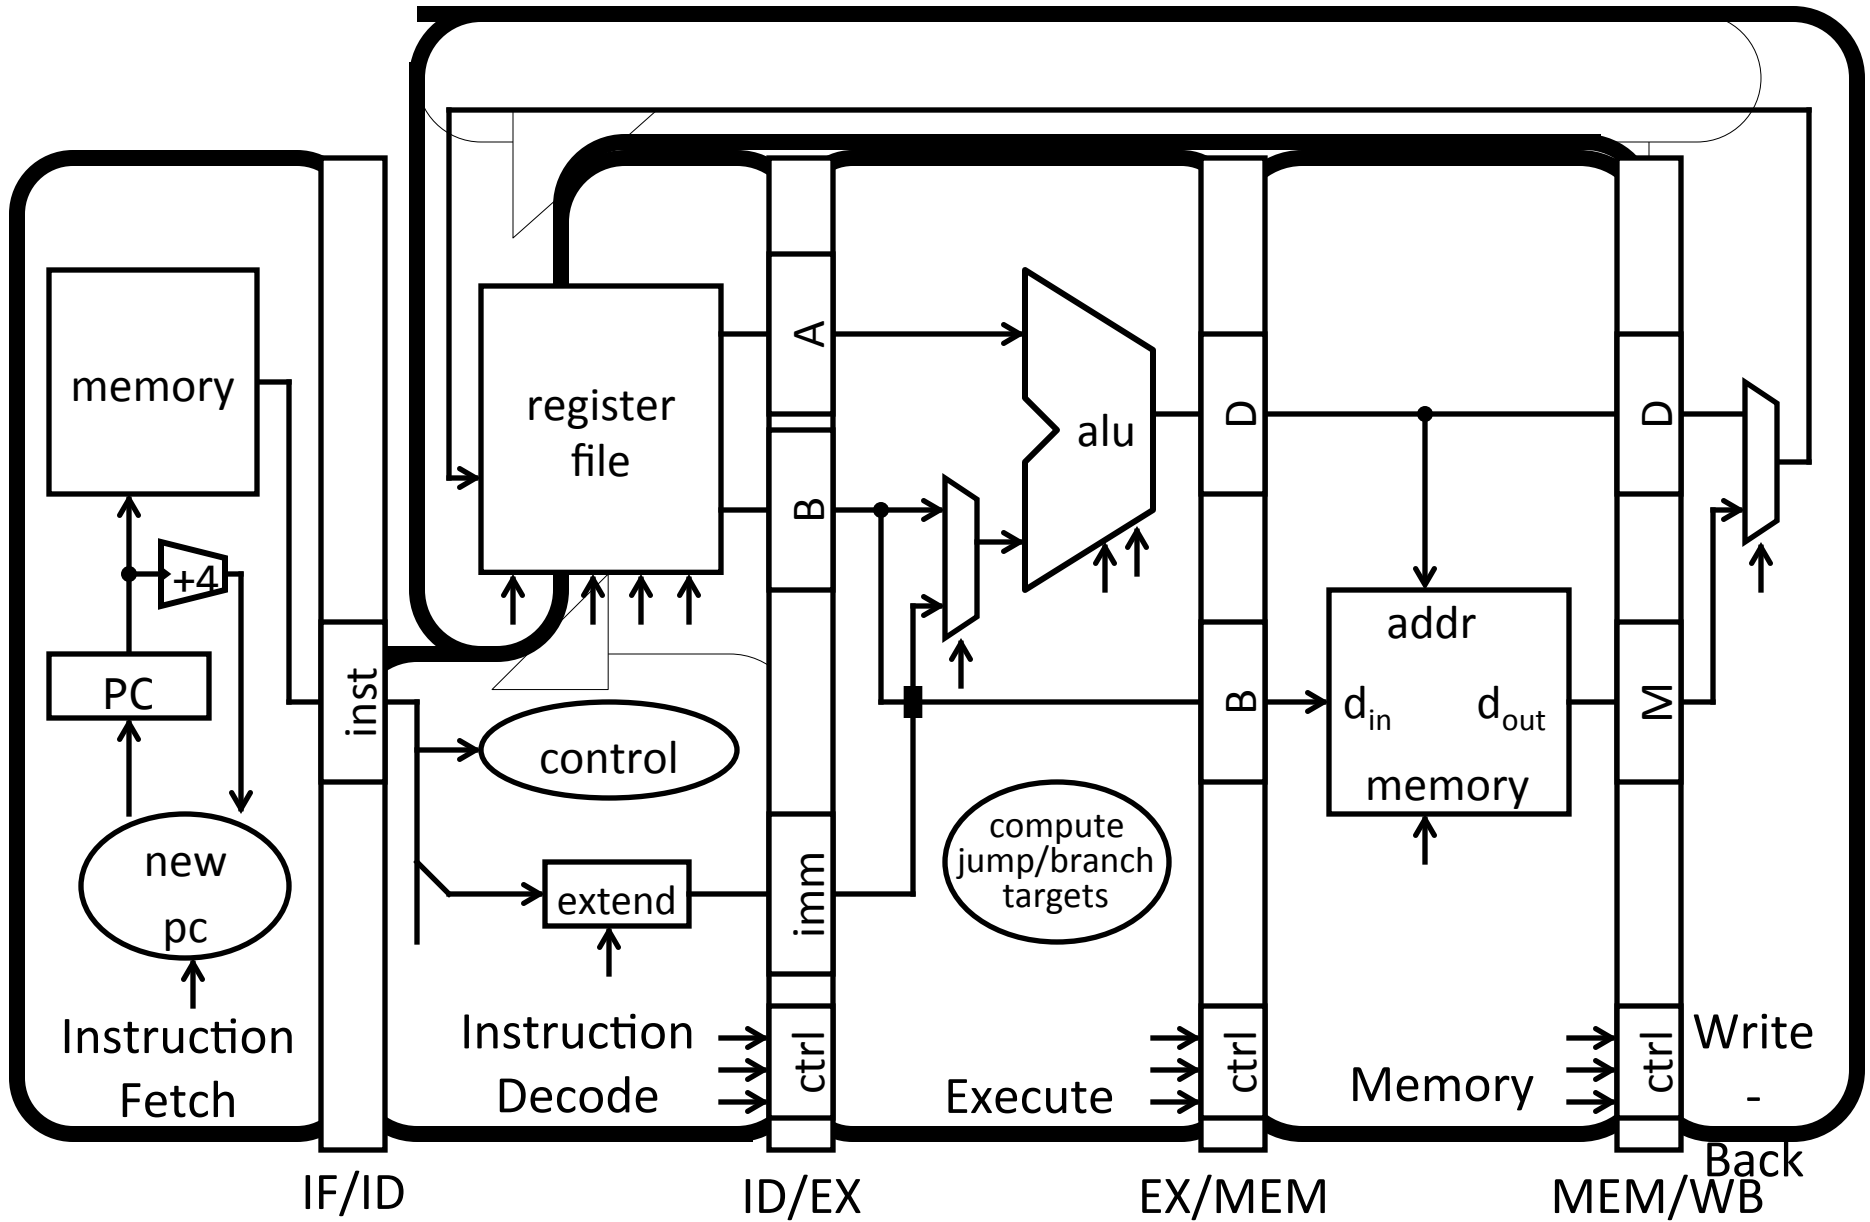 memory
+4
PC
new
pc
Instruction
Fetch
inst
IF/ID
register
file
control
extend
Instruction
Decode
A
B
imm
ctrl
ID/EX
alu
compute
jump/branch
targets
Execute
D
B
ctrl
EX/MEM
addr
din dout
memory
Memory
D
M
ctrl
MEM/WB
Write
-
Back